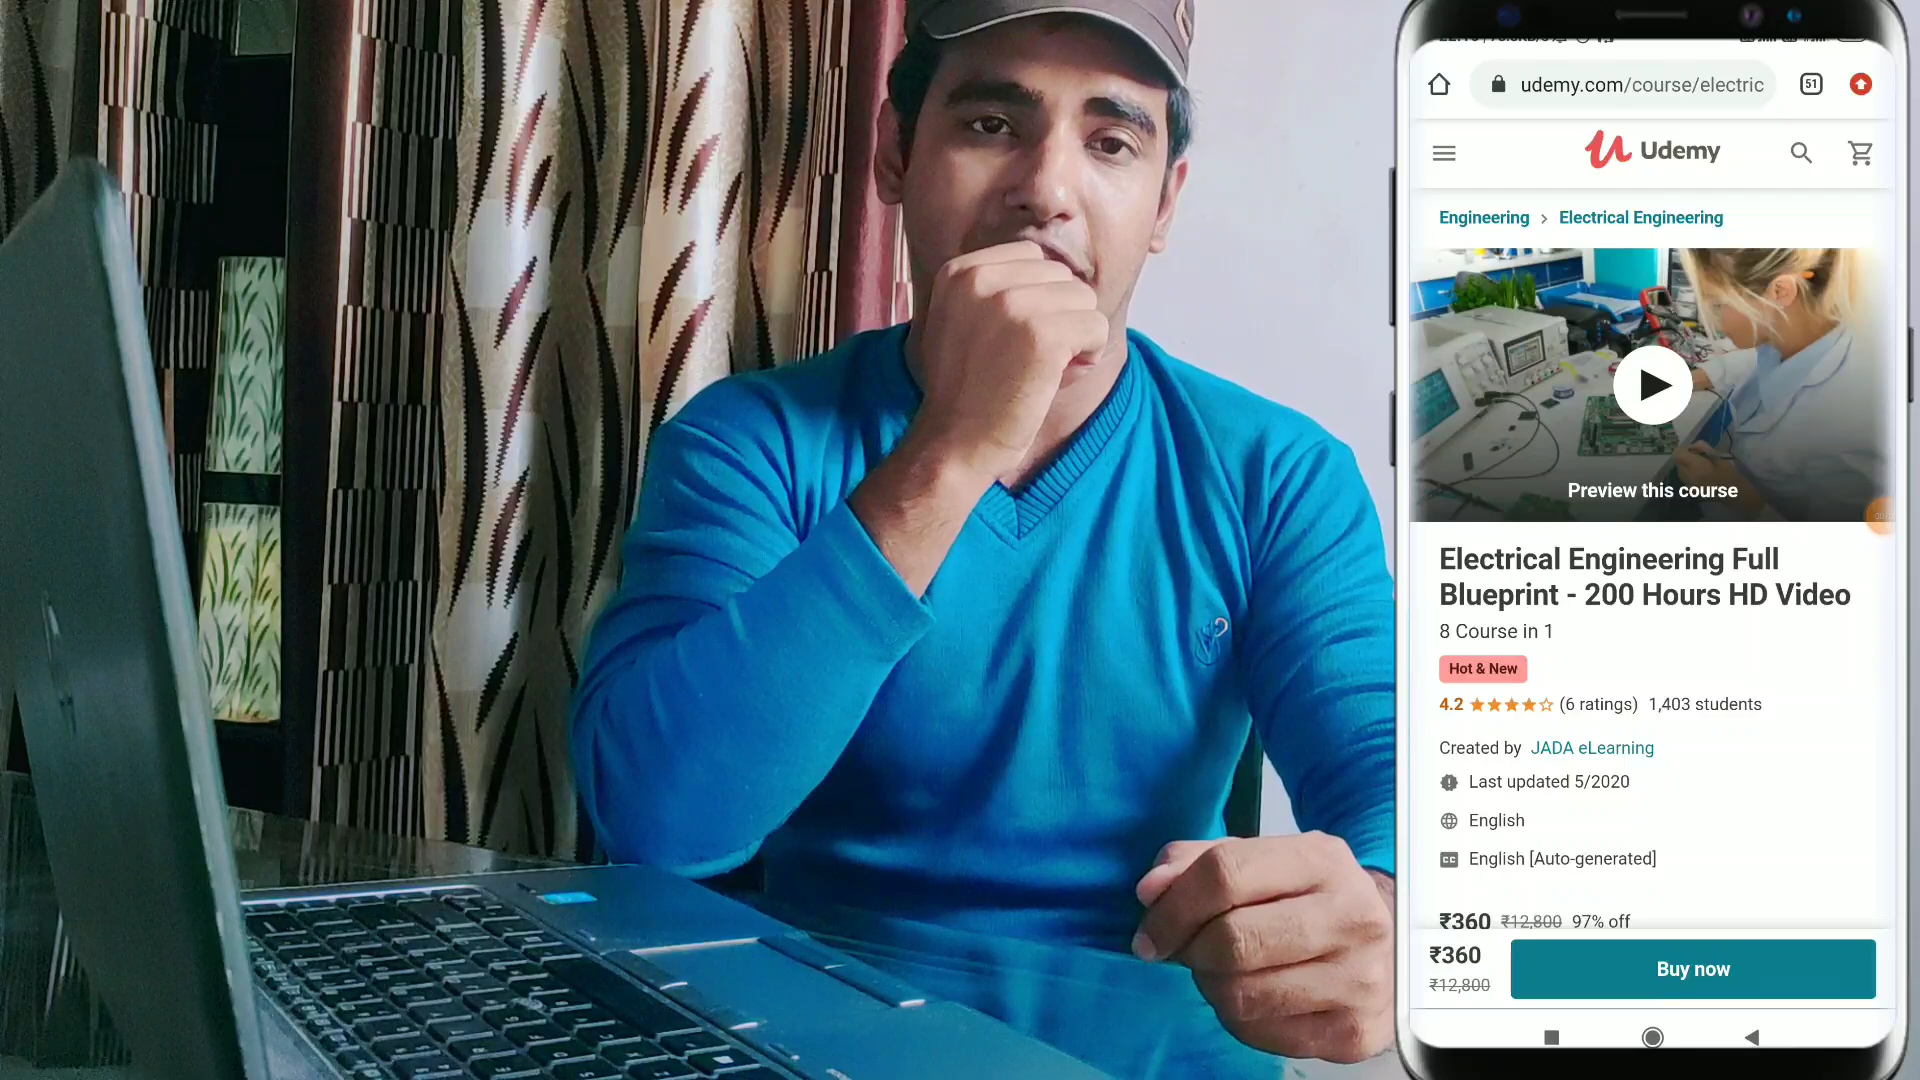 udemy.com/course/electric
51
Udemy
Engineering > Electrical Engineering
Preview this course
Electrical Engineering Full
Blueprint - 200 Hours HD Video
8 Course in 1
Hot & New
4.2 (6 ratings) 1,403 students
Created by JADA eLearning
Last updated 5/2020
English
CC English [Auto-generated]
₹360 ₹12,800 97% off
₹360
₹12,800
Buy now